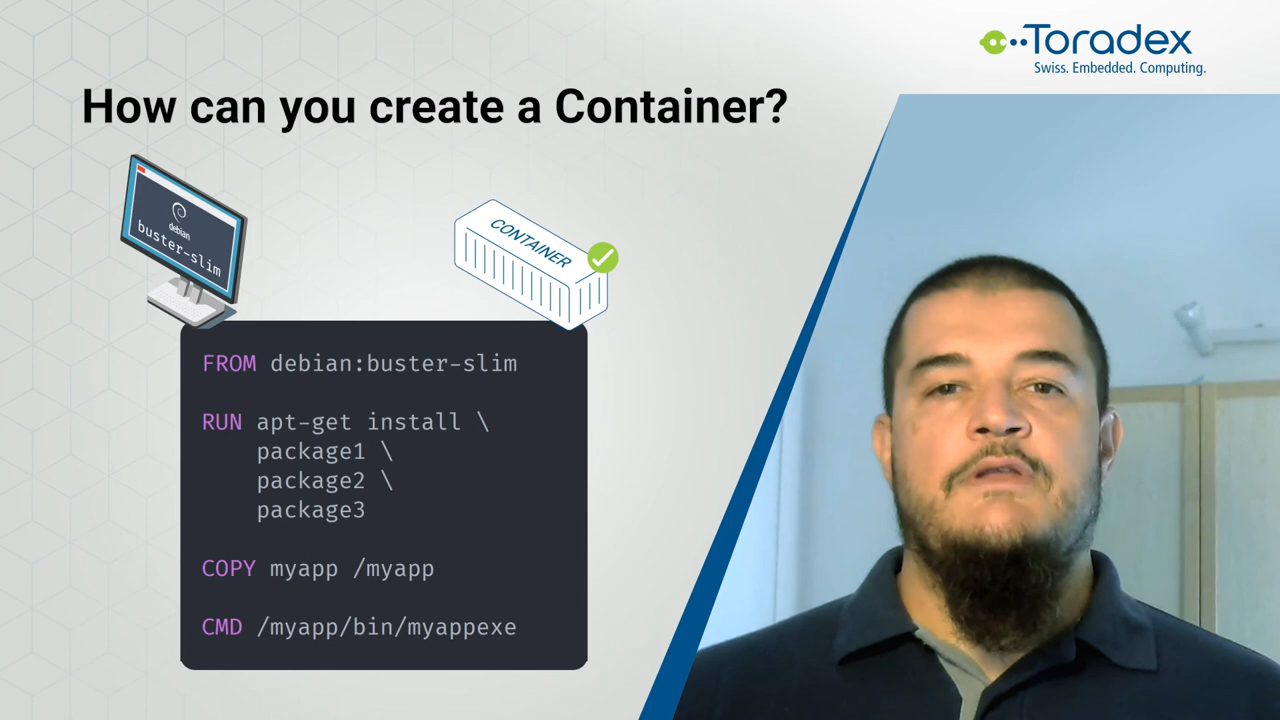 Toradex
Swiss. Embedded. Computing.
How can you create a Container?
debian
buster-slim
CONTAINER
FROM debian:buster-slim
RUN apt-get install \
package1 \
package2 \
package3
COPY myapp /myapp
CMD /myapp/bin/myappexe